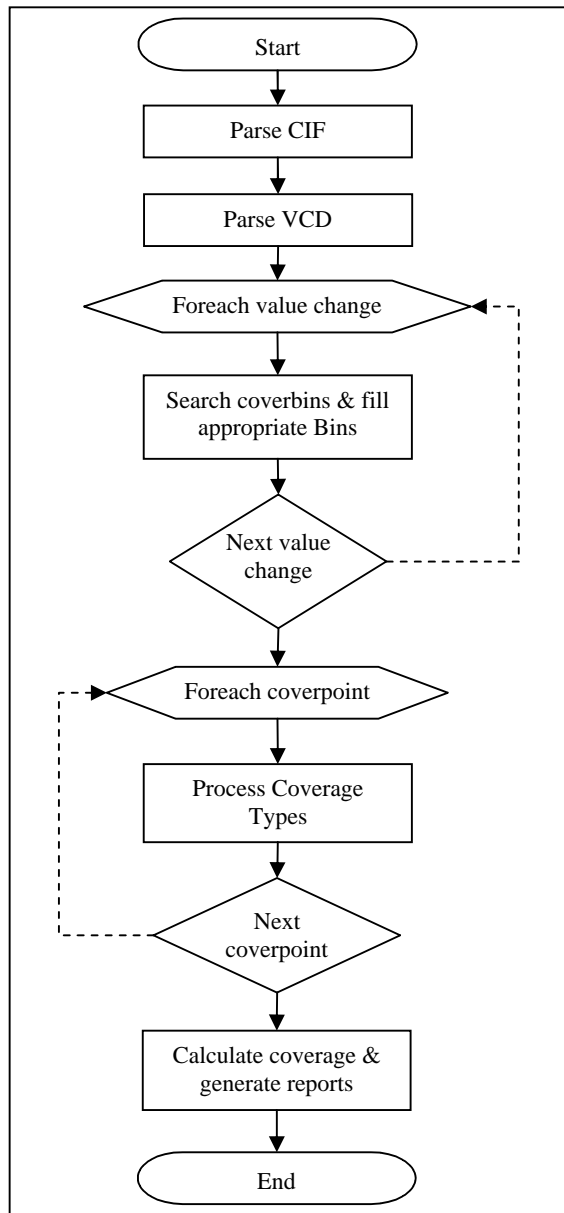 Start
Parse CIF
Parse VCD
Foreach value change
Search coverbins & fill
appropriate Bins
Next value
change
Foreach coverpoint
Process Coverage
Types
Next
coverpoint
Calculate coverage &
generate reports
End